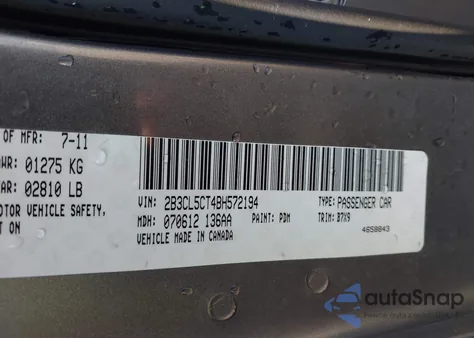 OF MFR: 7-11
WR: 01275 KG
AR: 02810 LB
OTOR VEHICLE SAFETY,
T ON
VIN: 2B3CL5CT4BH572194
TYPE: PASSENGER CAR
MDH: 070612 136AA
PAINT: PDM
TRIM: B7X9
VEHICLE MADE IN CANADA
4658843
autoSnap